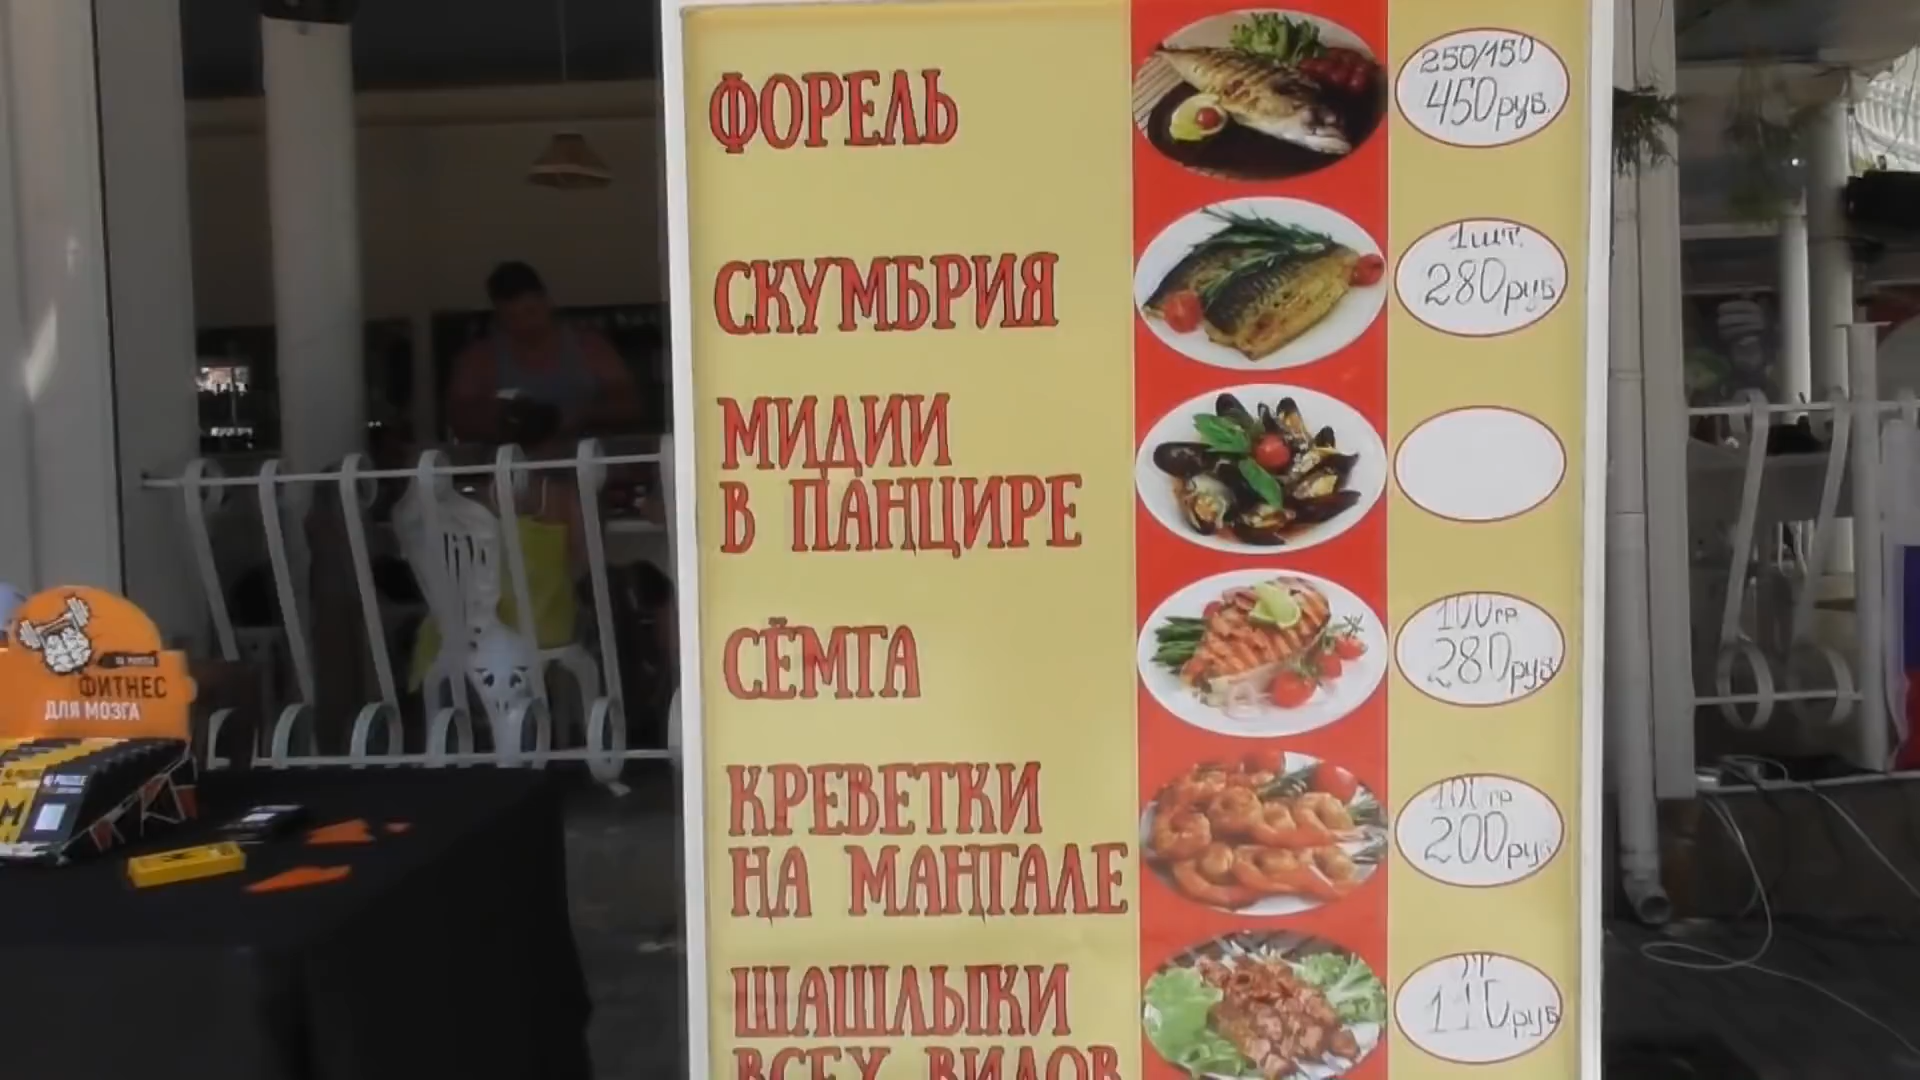 ФОРЕЛЬ
250/150
450руб.
СКУМБРИЯ
1шт.
280руб
МИДИИ
В ПАНЦИРЕ
СЁМГА
100гр
280руб
КРЕВЕТКИ
НА МАНГАЛЕ
100гр
200руб
ШАШЛЫКИ
ВСЕХ ВИДОВ
110руб
ФИТНЕС
ДЛЯ МОЗГА